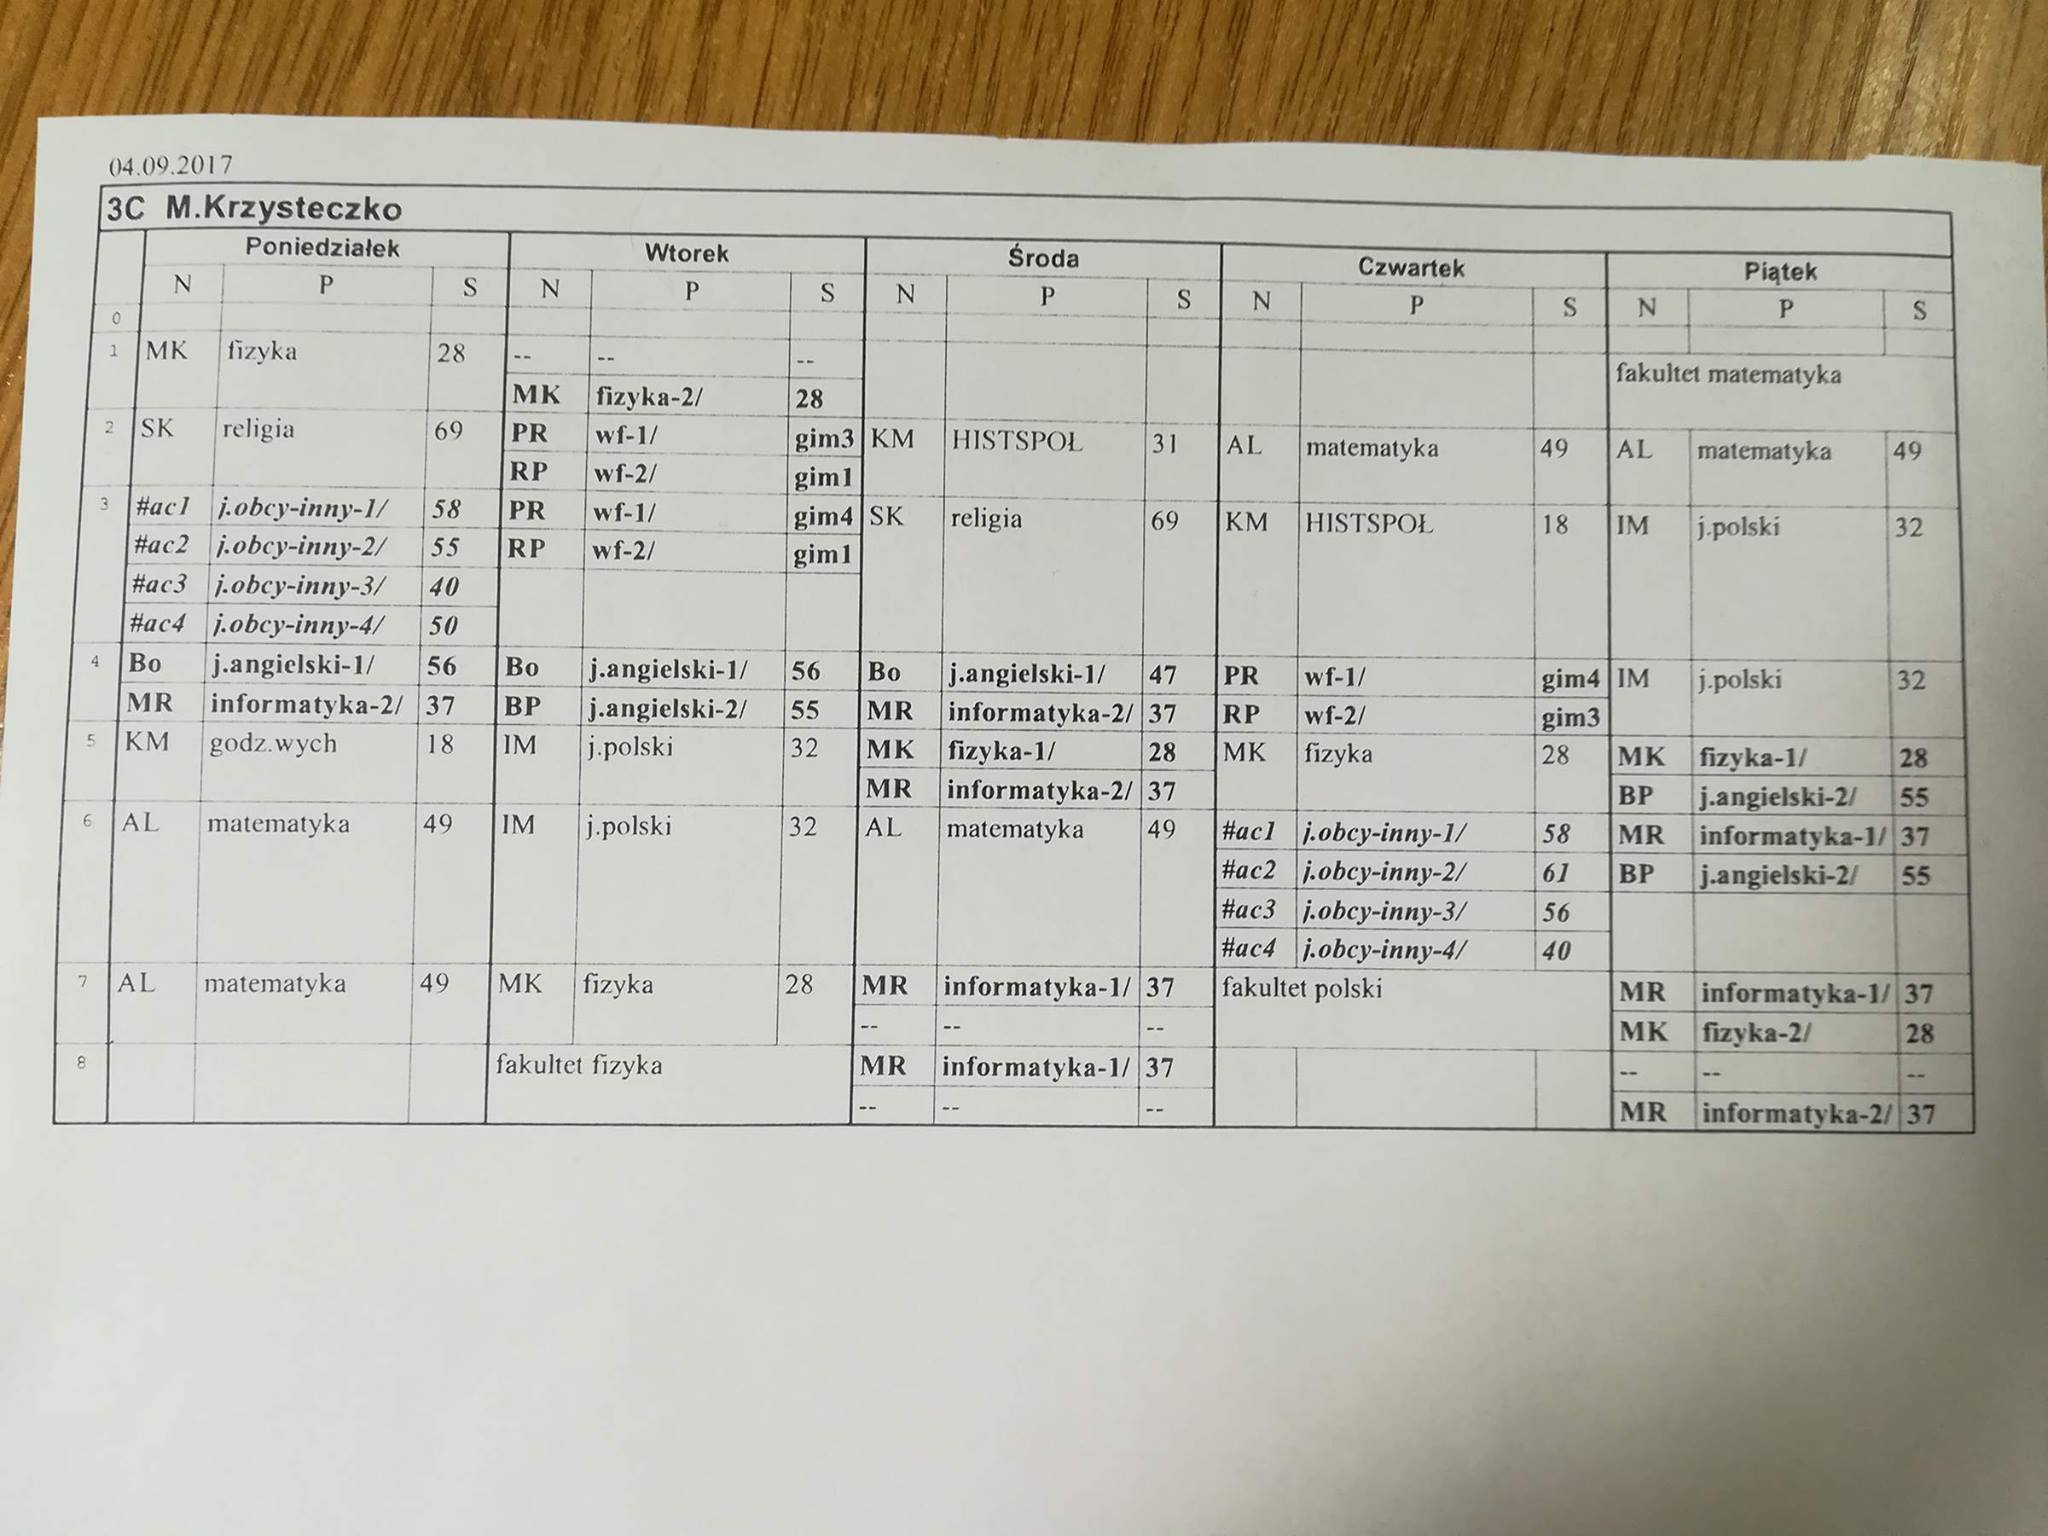 04.09.2017
3C M.Krzysteczko
Poniedziałek Wtorek Środa Czwartek Piątek
N P S N P S N P S N P S N P S
0
1 MK fizyka 28 -- -- -- fakultet matematyka
MK fizyka-2/ 28
2 SK religia 69 PR wf-1/ gim3 KM HISTSPOŁ 31 AL matematyka 49 AL matematyka 49
RP wf-2/ gim1
3 #ac1 j.obcy-inny-1/ 58 PR wf-1/ gim4 SK religia 69 KM HISTSPOŁ 18 IM j.polski 32
#ac2 j.obcy-inny-2/ 55 RP wf-2/ gim1
#ac3 j.obcy-inny-3/ 40
#ac4 j.obcy-inny-4/ 50
4 Bo j.angielski-1/ 56 Bo j.angielski-1/ 56 Bo j.angielski-1/ 47 PR wf-1/ gim4 IM j.polski 32
MR informatyka-2/ 37 BP j.angielski-2/ 55 MR informatyka-2/ 37 RP wf-2/ gim3
5 KM godz.wych 18 IM j.polski 32 MK fizyka-1/ 28 MK fizyka 28 MK fizyka-1/ 28
MR informatyka-2/ 37 BP j.angielski-2/ 55
6 AL matematyka 49 IM j.polski 32 AL matematyka 49 #ac1 j.obcy-inny-1/ 58 MR informatyka-1/ 37
#ac2 j.obcy-inny-2/ 61 BP j.angielski-2/ 55
#ac3 j.obcy-inny-3/ 56
#ac4 j.obcy-inny-4/ 40
7 AL matematyka 49 MK fizyka 28 MR informatyka-1/ 37 fakultet polski MR informatyka-1/ 37
-- -- -- MK fizyka-2/ 28
8 fakultet fizyka MR informatyka-1/ 37 -- -- --
-- -- -- MR informatyka-2/ 37